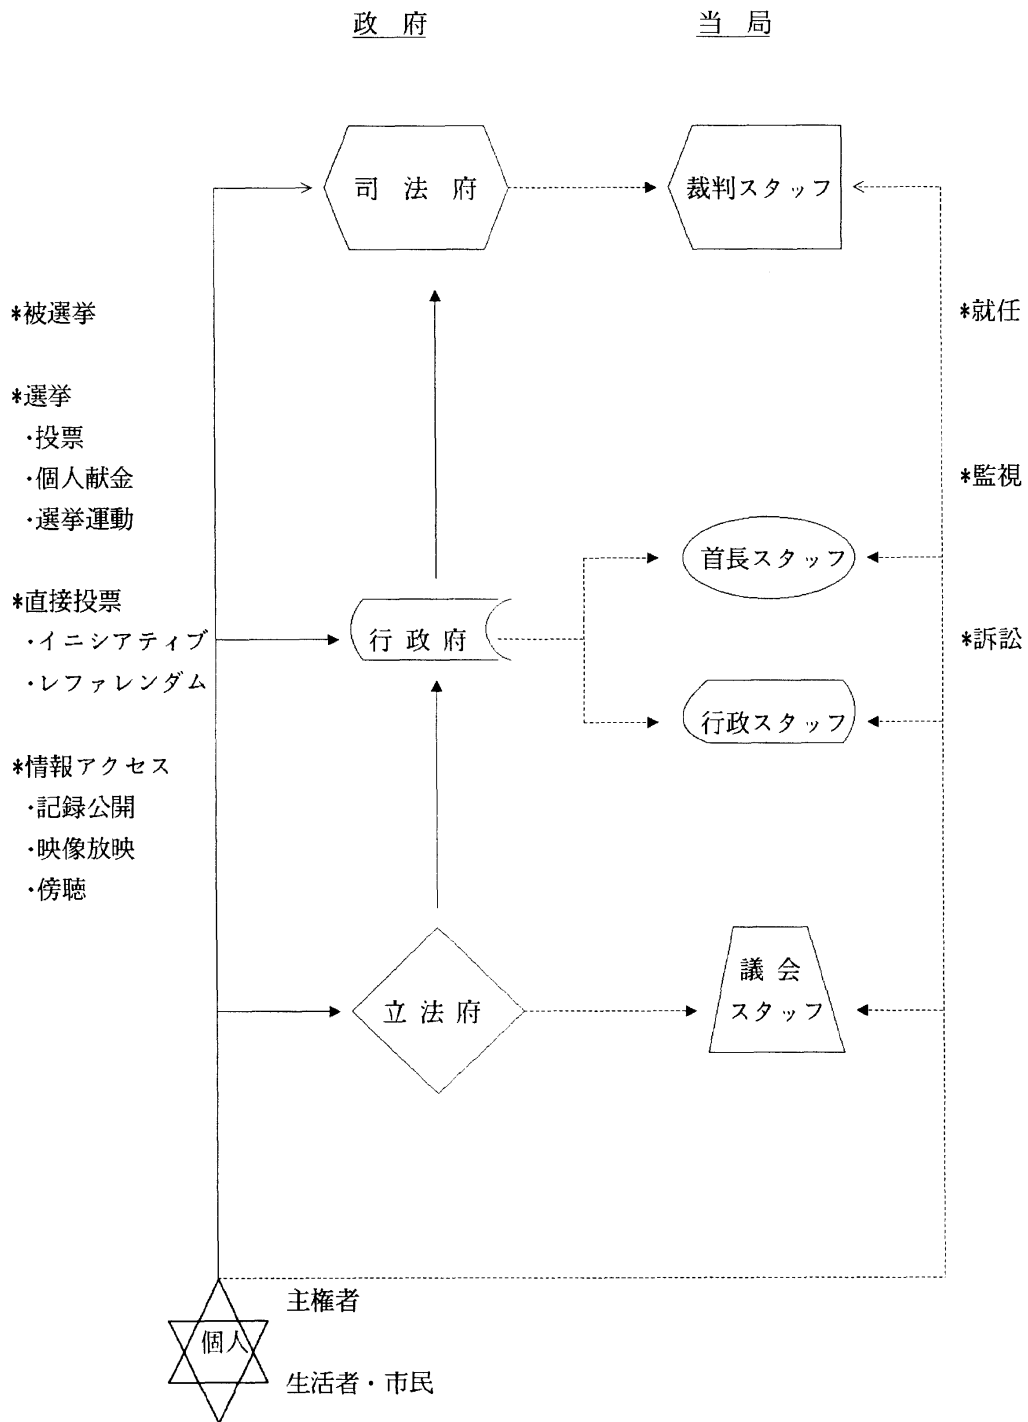 政府
当局
司法府
裁判スタッフ
*被選挙
*就任
*選挙
・投票
・個人献金
・選挙運動
*監視
首長スタッフ
*直接投票
・イニシアティブ
・レファレンダム
行政府
*訴訟
行政スタッフ
*情報アクセス
・記録公開
・映像放映
・傍聴
立法府
議会
スタッフ
主権者
個人
生活者・市民